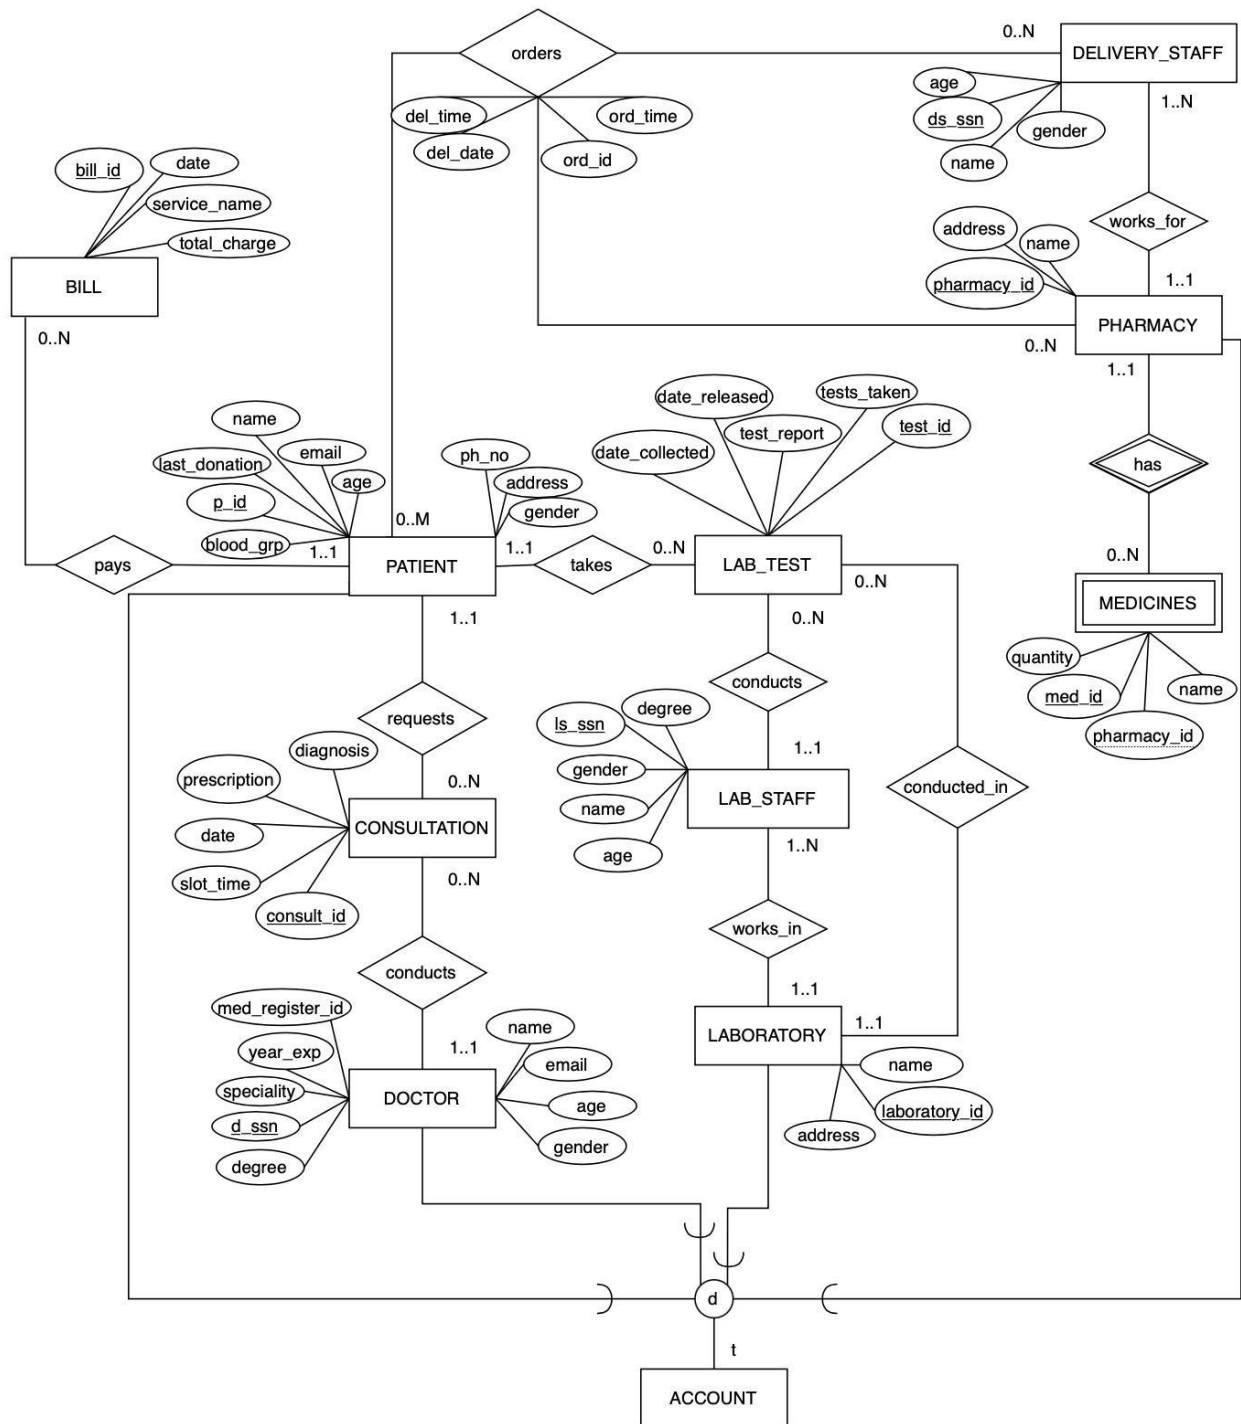 orders
0..N
DELIVERY_STAFF
age
ds_ssn
gender
name
1..N
del_time
ord_time
del_date
ord_id
bill_id
date
service_name
total_charge
BILL
0..N
works_for
address
name
pharmacy_id
1..1
PHARMACY
0..N
1..1
has
0..N
MEDICINES
quantity
med_id
name
pharmacy_id
name
last_donation
email
age
p_id
blood_grp
ph_no
address
gender
0..M
1..1
PATIENT
1..1
pays
takes
0..N
date_released
tests_taken
test_report
test_id
date_collected
LAB_TEST
0..N
0..N
1..1
requests
conducts
ls_ssn
degree
gender
name
age
1..1
LAB_STAFF
1..N
conducted_in
diagnosis
prescription
date
slot_time
consult_id
0..N
CONSULTATION
0..N
works_in
conducts
1..1
LABORATORY
1..1
name
laboratory_id
address
med_register_id
year_exp
speciality
d_ssn
degree
1..1
DOCTOR
name
email
age
gender
d
t
ACCOUNT